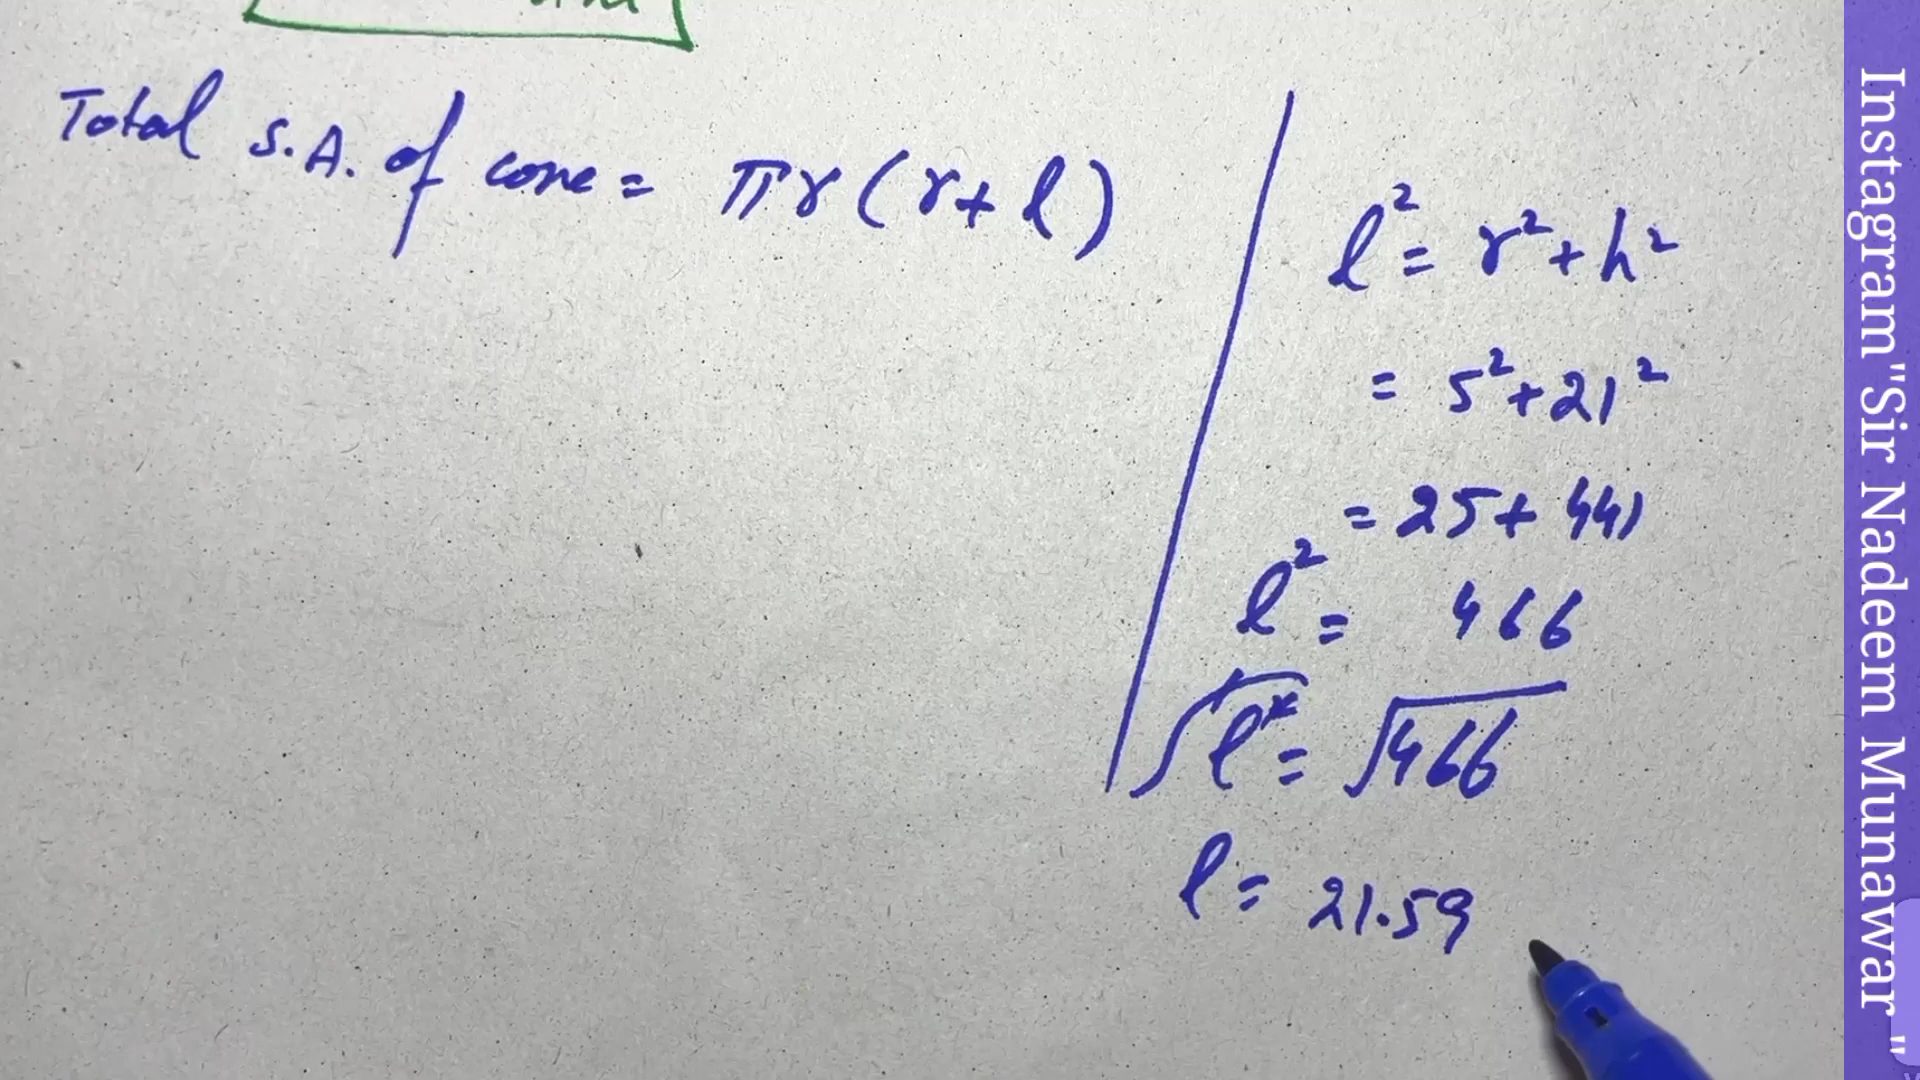 Total S.A. of cone = πr(r+l)
l² = r² + h²
= 5² + 21²
= 25 + 441
l² = 466
√l² = √466
l = 21.59
Instagram "Sir Nadeem Munawar"